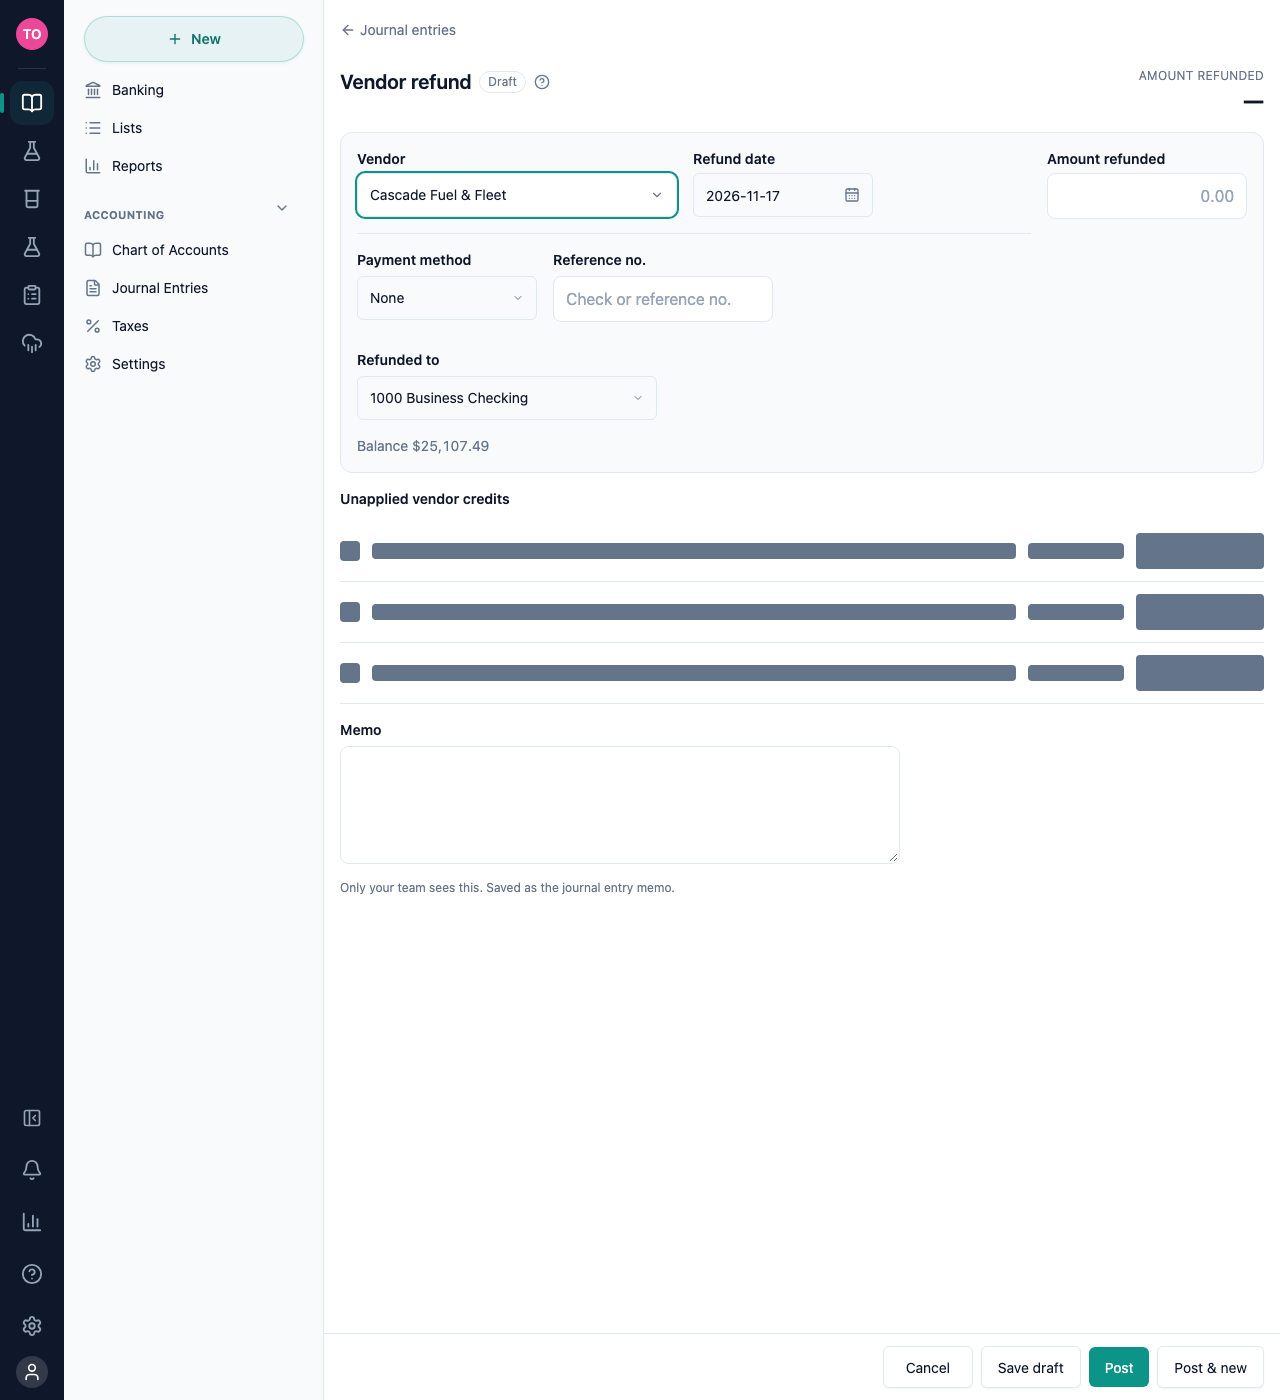 TO
New
Banking
Lists
Reports
ACCOUNTING
Chart of Accounts
Journal Entries
Taxes
Settings
Journal entries
Vendor refund
Draft
AMOUNT REFUNDED
—
Vendor
Refund date
Amount refunded
Cascade Fuel & Fleet
2026-11-17
0.00
Payment method
Reference no.
None
Check or reference no.
Refunded to
1000 Business Checking
Balance $25,107.49
Unapplied vendor credits
Memo
Only your team sees this. Saved as the journal entry memo.
Cancel
Save draft
Post
Post & new